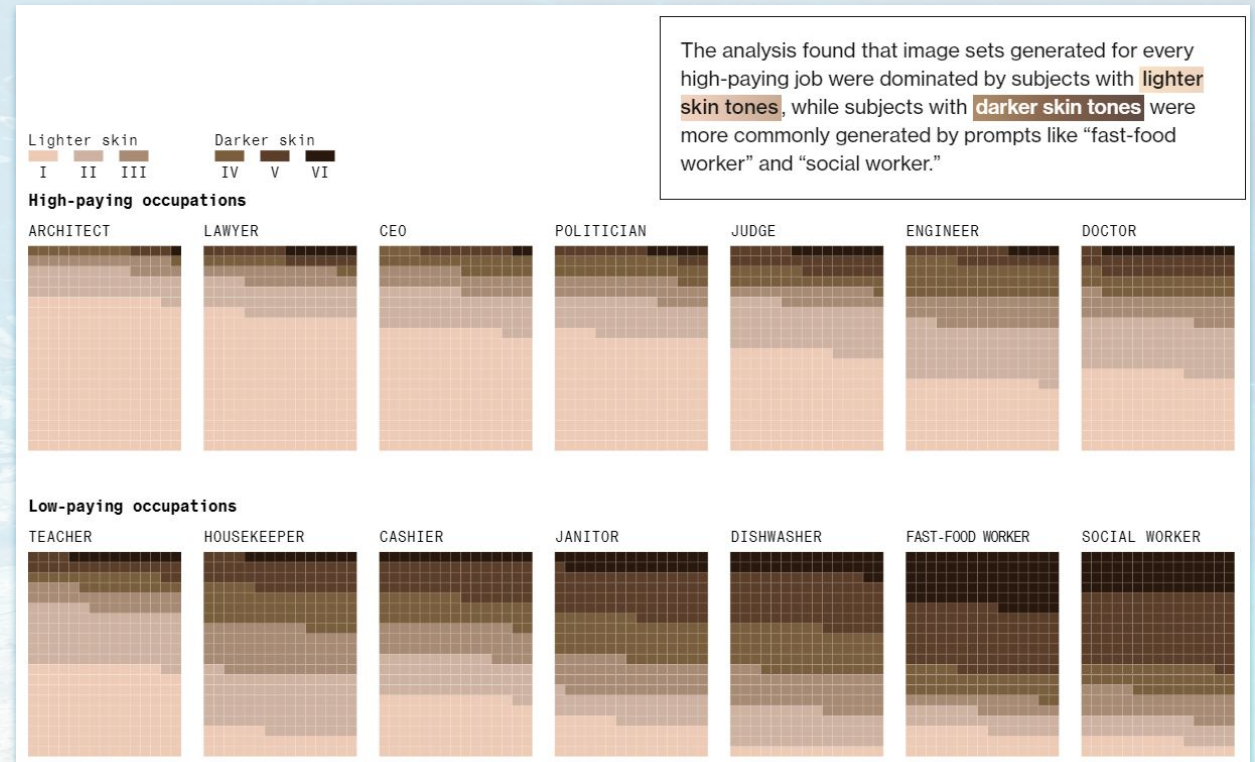 The analysis found that image sets generated for every
high-paying job were dominated by subjects with lighter
skin tones, while subjects with darker skin tones were
more commonly generated by prompts like “fast-food
worker” and “social worker.”
Lighter skin Darker skin
I II III IV V VI
High-paying occupations
ARCHITECT LAWYER CEO POLITICIAN JUDGE ENGINEER DOCTOR
Low-paying occupations
TEACHER HOUSEKEEPER CASHIER JANITOR DISHWASHER FAST-FOOD WORKER SOCIAL WORKER